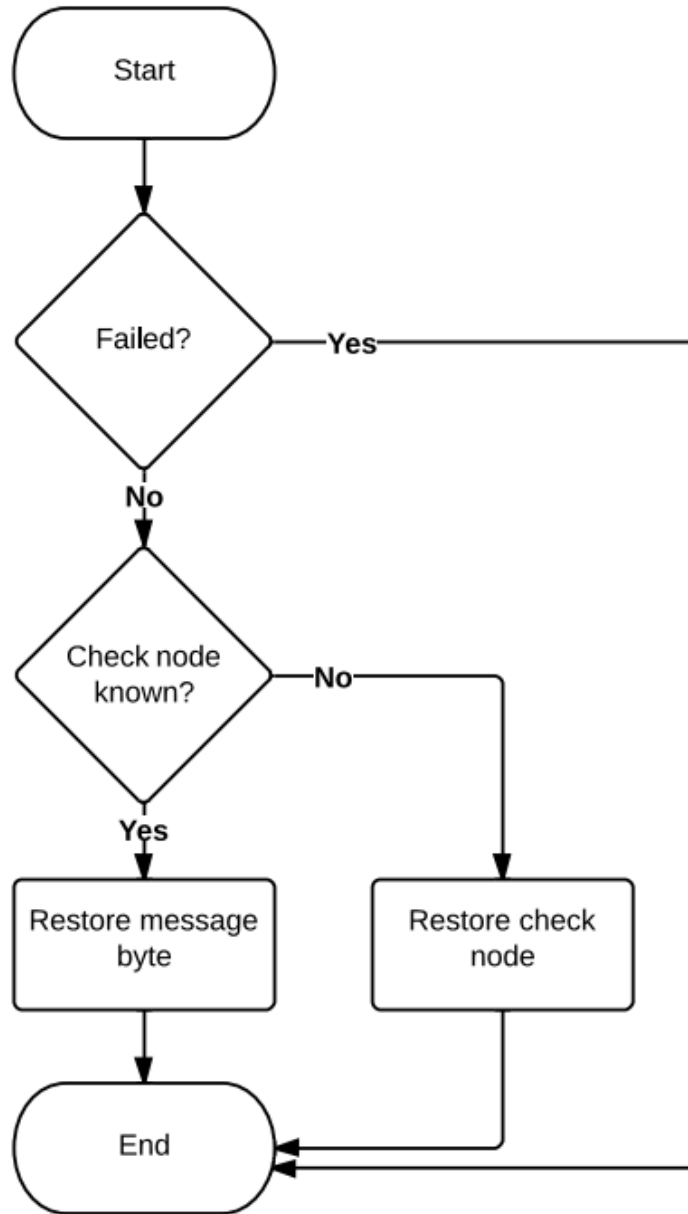 Start
Failed?
Yes
No
Check node
known?
No
Yes
Restore message
byte
Restore check
node
End